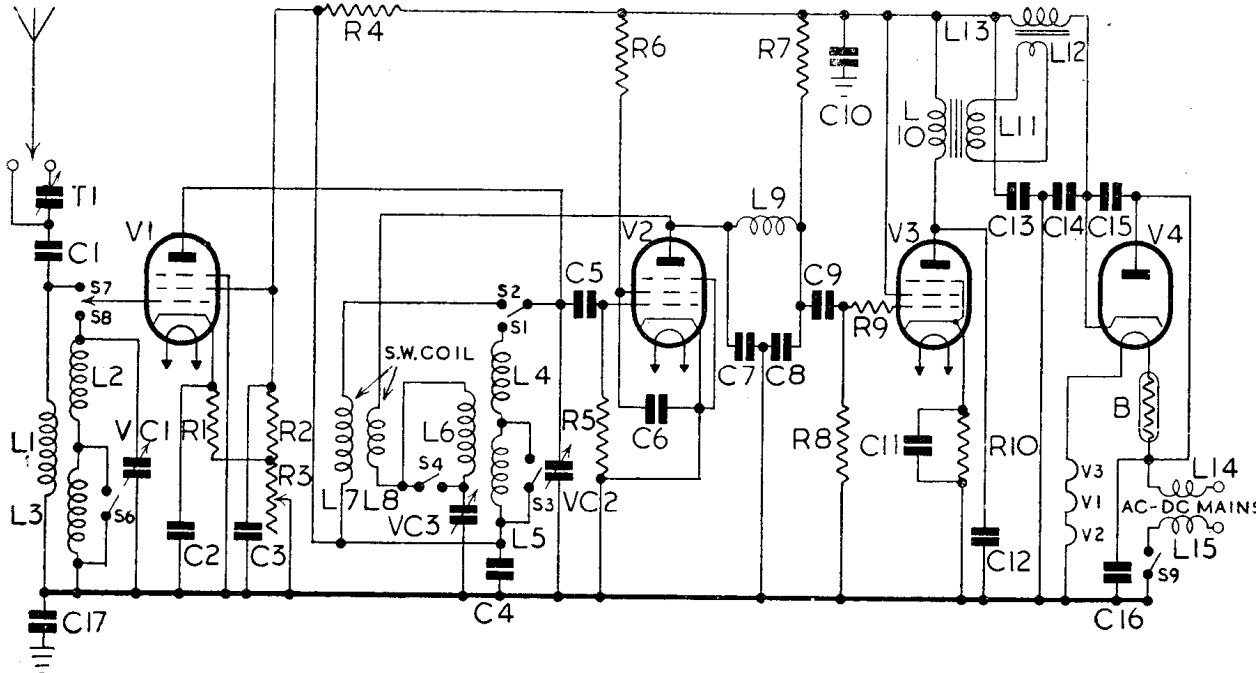 R4
R6
R7
C10
L13
L12
L
10
L11
T1
V1
C1
S7
S8
C5
V2
L9
C9
V3
R9
C13
C14
C15
V4
S2
S1
S.W.COIL
L2
L4
C7
C8
B
L1
VC1
R1
R2
L6
R5
C6
R8
C11
R10
L3
R3
S6
L7
L8
S4
VC3
S3
VC2
L5
V3
V1
V2
L14
AC-DC MAINS
L15
S9
C2
C3
C4
C12
C16
C17